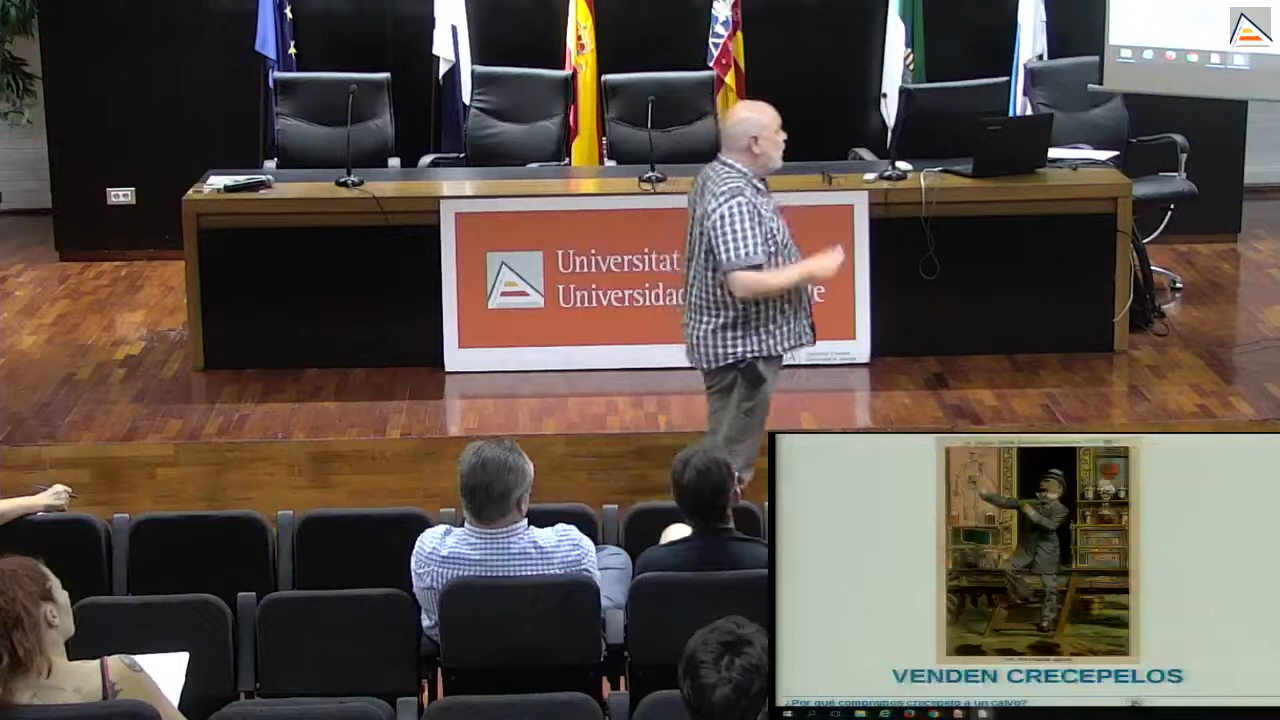 Universitat
Universidad
VENDEN CRECEPELOS
¿Por qué compramos crecepelo a un calvo?